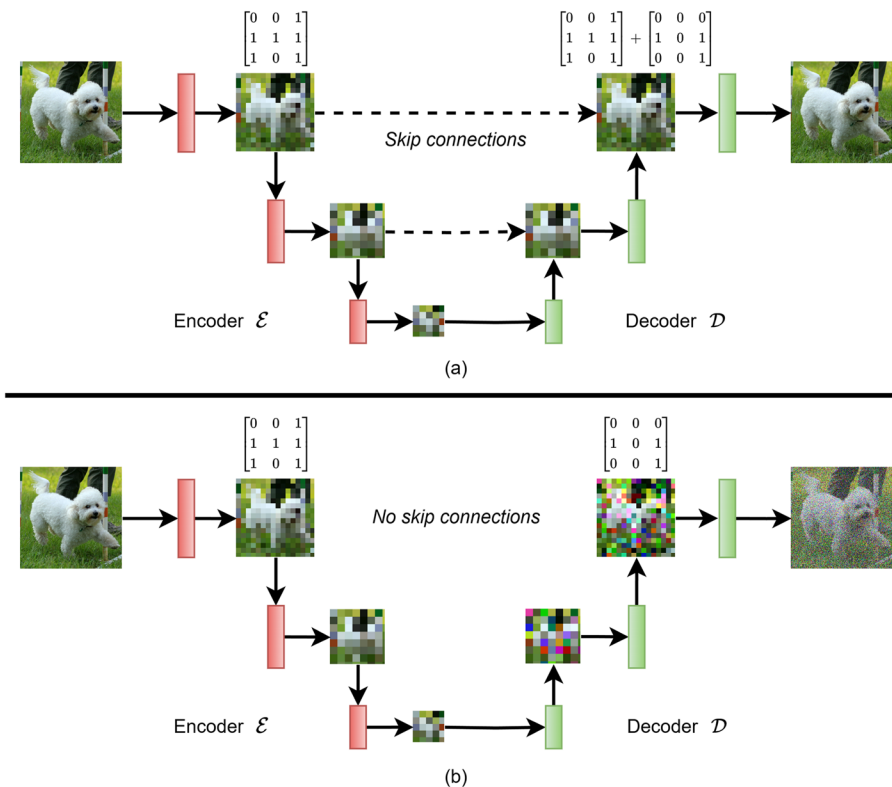 [0 0 1] [0 0 1] [0 0 0]
[1 1 1] [1 1 1] + [1 0 1]
[1 0 1] [1 0 1] [0 0 1]
Skip connections
Encoder ℰ Decoder 𝒟
(a)
[0 0 1] [0 0 0]
[1 1 1] [1 0 1]
[1 0 1] [0 0 1]
No skip connections
Encoder ℰ Decoder 𝒟
(b)